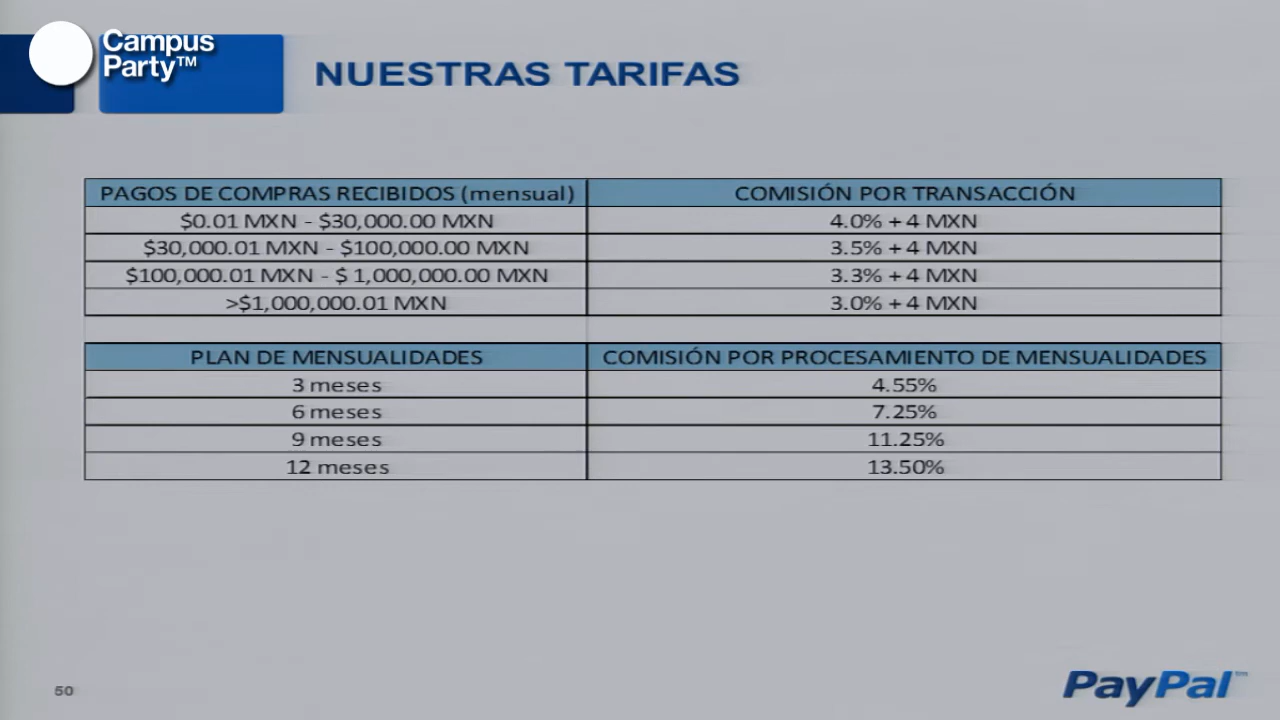 Campus
Party™
NUESTRAS TARIFAS
PAGOS DE COMPRAS RECIBIDOS (mensual) COMISIÓN POR TRANSACCIÓN
$0.01 MXN - $30,000.00 MXN 4.0% + 4 MXN
$30,000.01 MXN - $100,000.00 MXN 3.5% + 4 MXN
$100,000.01 MXN - $ 1,000,000.00 MXN 3.3% + 4 MXN
>$1,000,000.01 MXN 3.0% + 4 MXN
PLAN DE MENSUALIDADES COMISIÓN POR PROCESAMIENTO DE MENSUALIDADES
3 meses 4.55%
6 meses 7.25%
9 meses 11.25%
12 meses 13.50%
50
PayPal